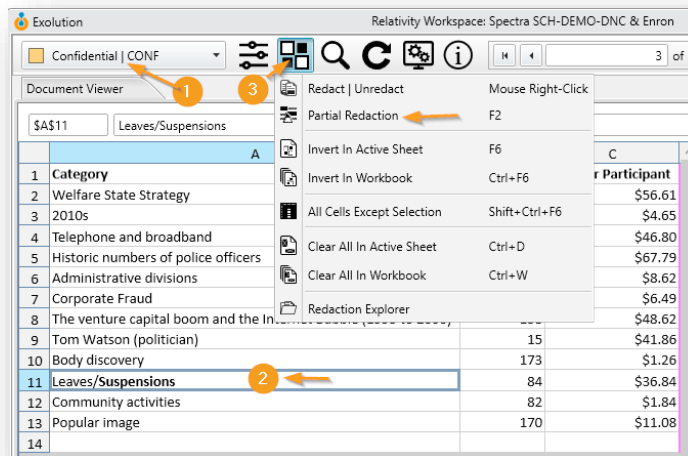 Exolution Relativity Workspace: Spectra SCH-DEMO-DNC & Enron
Confidential | CONF 3 of
1 3
Document Viewer
Redact | Unredact Mouse Right-Click
Partial Redaction F2
$A$11 Leaves/Suspensions
Invert In Active Sheet F6
Invert In Workbook Ctrl+F6
All Cells Except Selection Shift+Ctrl+F6
Clear All In Active Sheet Ctrl+D
Clear All In Workbook Ctrl+W
Redaction Explorer
A C
1 Category r Participant
2 Welfare State Strategy $56.61
3 2010s $4.65
4 Telephone and broadband $46.80
5 Historic numbers of police officers $67.79
6 Administrative divisions $8.62
7 Corporate Fraud $6.49
8 The venture capital boom and the Internet $48.62
9 Tom Watson (politician) 15 $41.86
10 Body discovery 173 $1.26
11 Leaves/Suspensions 2 84 $36.84
12 Community activities 82 $1.84
13 Popular image 170 $11.08
14